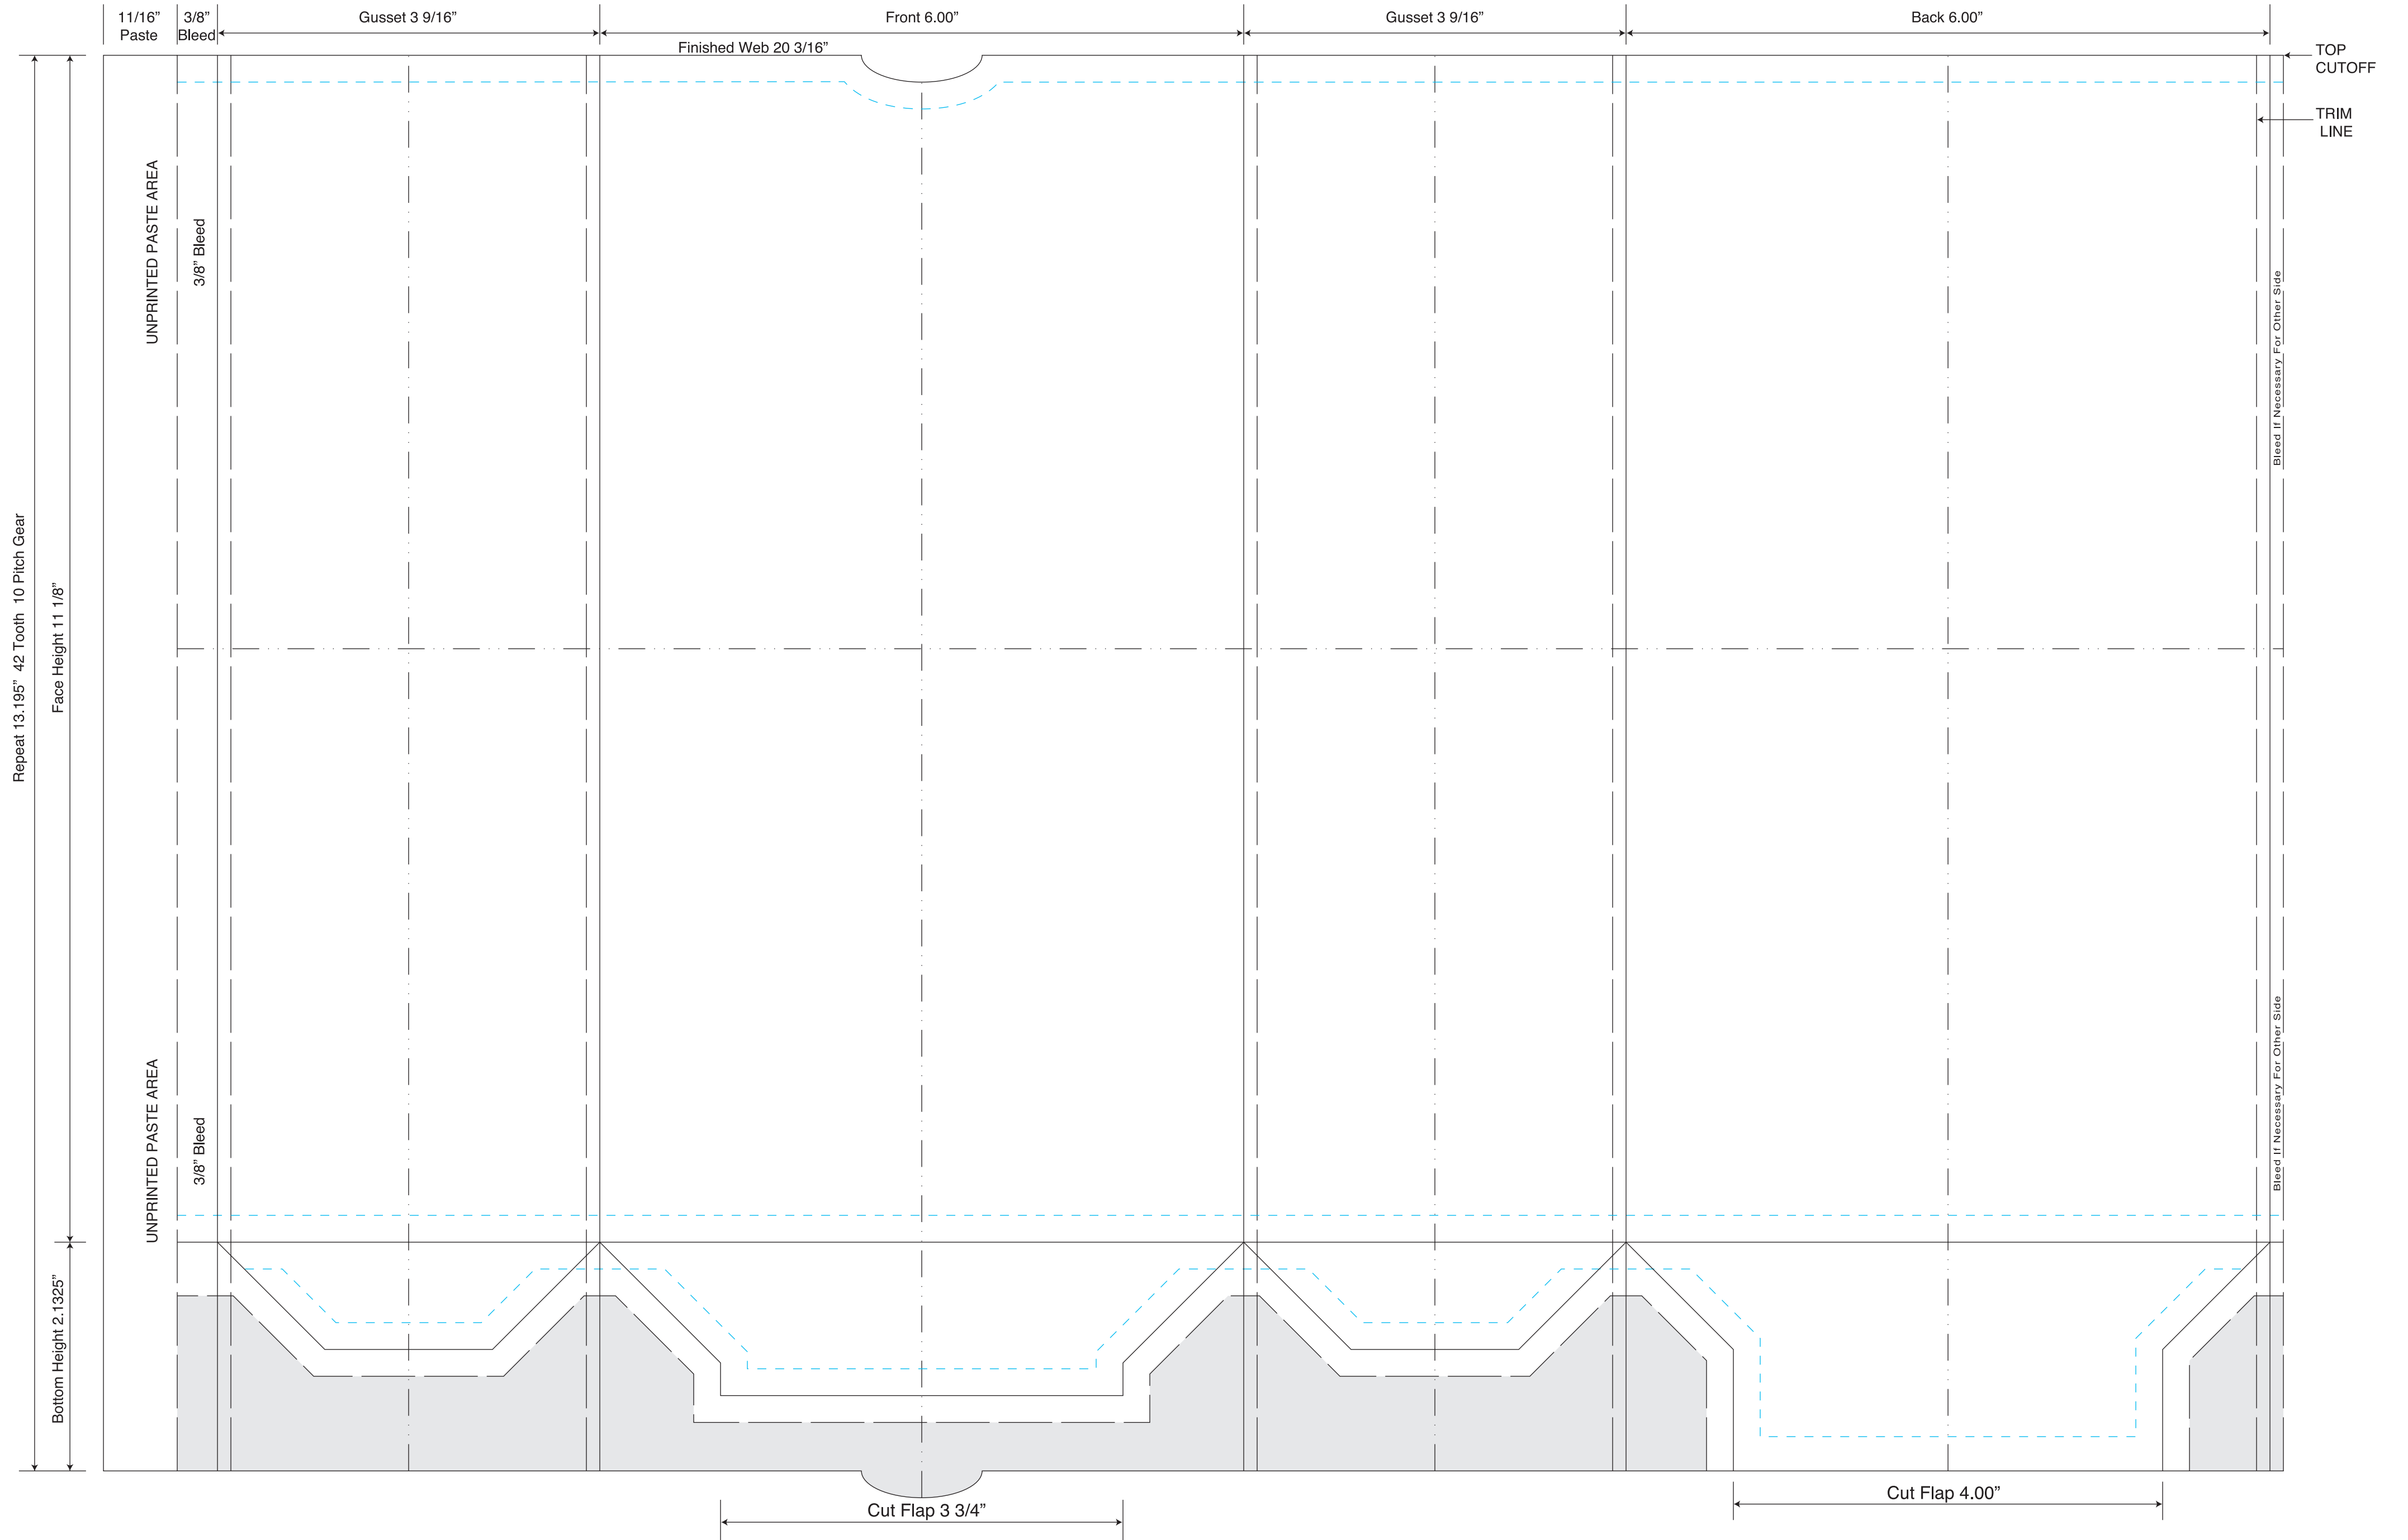 11/16”
Paste
3/8”
Bleed
Gusset 3 9/16”
Front 6.00”
Gusset 3 9/16”
Back 6.00”
Finished Web 20 3/16”
TOP
CUTOFF
TRIM
LINE
UNPRINTED PASTE AREA
3/8” Bleed
Bleed If Necessary For Other Side
Repeat 13.195”  42 Tooth  10 Pitch Gear
Face Height 11 1/8”
UNPRINTED PASTE AREA
3/8” Bleed
Bleed If Necessary For Other Side
Bottom Height 2.1325”
Cut Flap 3 3/4”
Cut Flap 4.00”